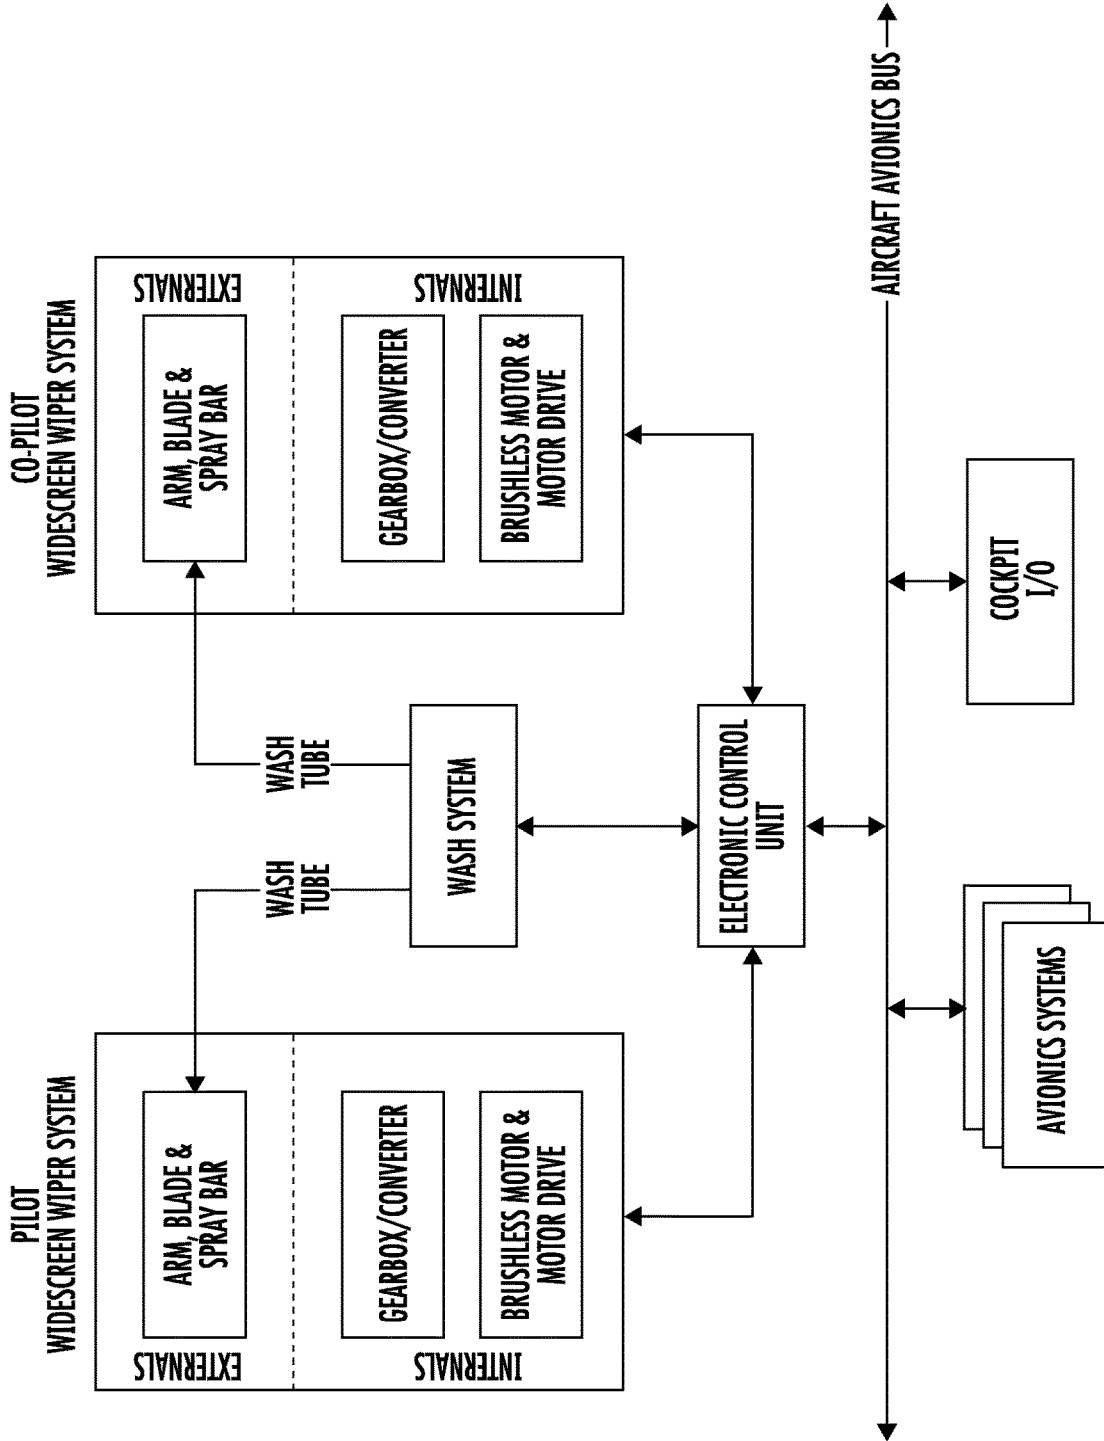 PILOT
WIDESCREEN WIPER SYSTEM
CO-PILOT
WIDESCREEN WIPER SYSTEM
EXTERNALS
ARM, BLADE &
SPRAY BAR
WASH
TUBE
WASH
TUBE
ARM, BLADE &
SPRAY BAR
EXTERNALS
INTERNALS
GEARBOX/CONVERTER
BRUSHLESS MOTOR &
MOTOR DRIVE
WASH SYSTEM
GEARBOX/CONVERTER
BRUSHLESS MOTOR &
MOTOR DRIVE
INTERNALS
ELECTRONIC CONTROL
UNIT
AIRCRAFT AVIONICS BUS
AVIONICS SYSTEMS
COCKPIT
I/O